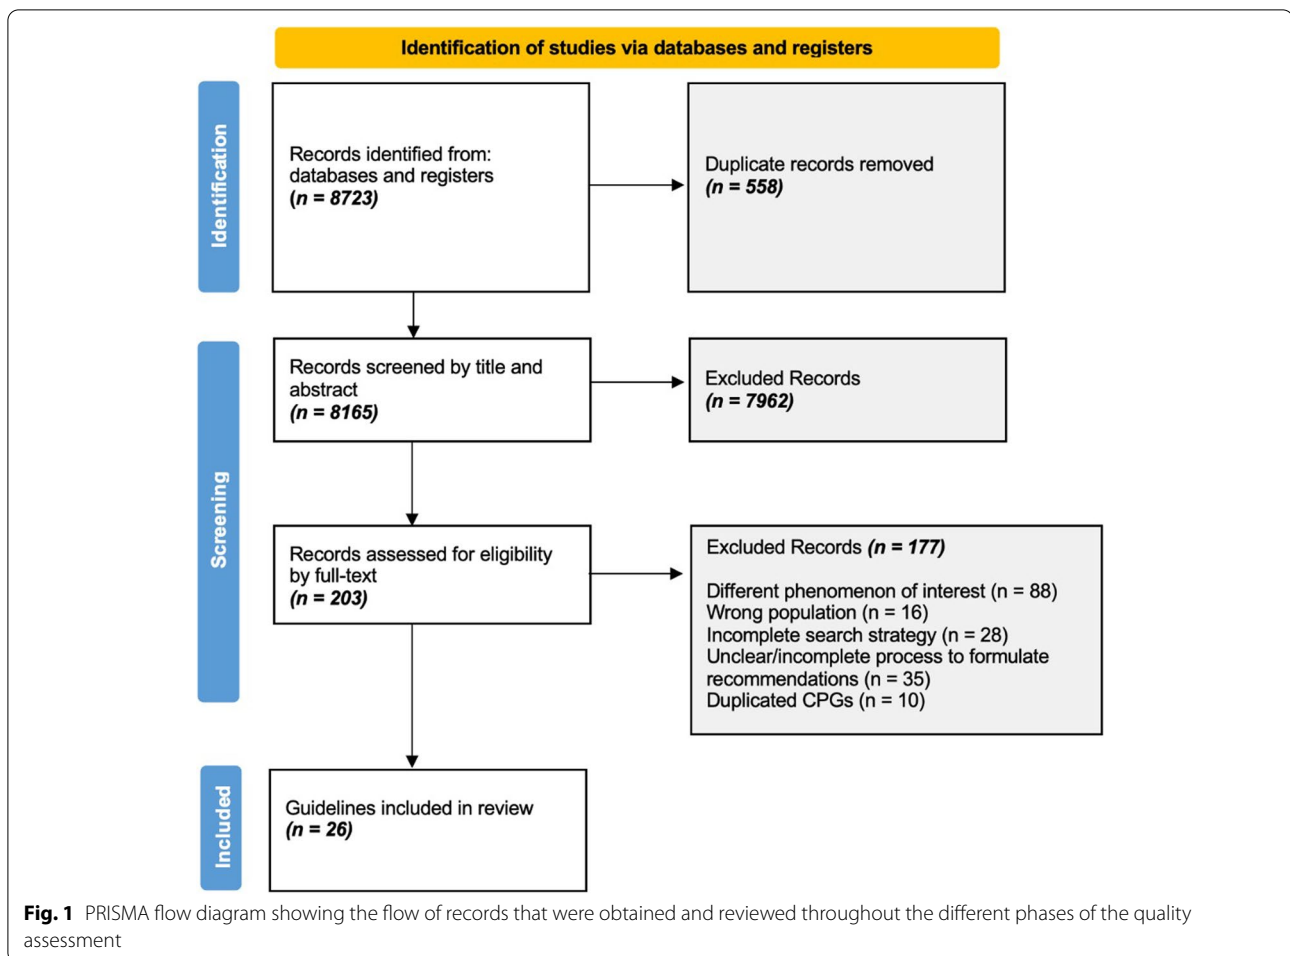 Identification of studies via databases and registers
Identification
Records identified from:
databases and registers
(n = 8723)
Duplicate records removed
(n = 558)
Screening
Records screened by title and
abstract
(n = 8165)
Excluded Records
(n = 7962)
Records assessed for eligibility
by full-text
(n = 203)
Excluded Records (n = 177)
Different phenomenon of interest (n = 88)
Wrong population (n = 16)
Incomplete search strategy (n = 28)
Unclear/incomplete process to formulate
recommendations (n = 35)
Duplicated CPGs (n = 10)
Included
Guidelines included in review
(n = 26)
Fig. 1 PRISMA flow diagram showing the flow of records that were obtained and reviewed throughout the different phases of the quality
assessment